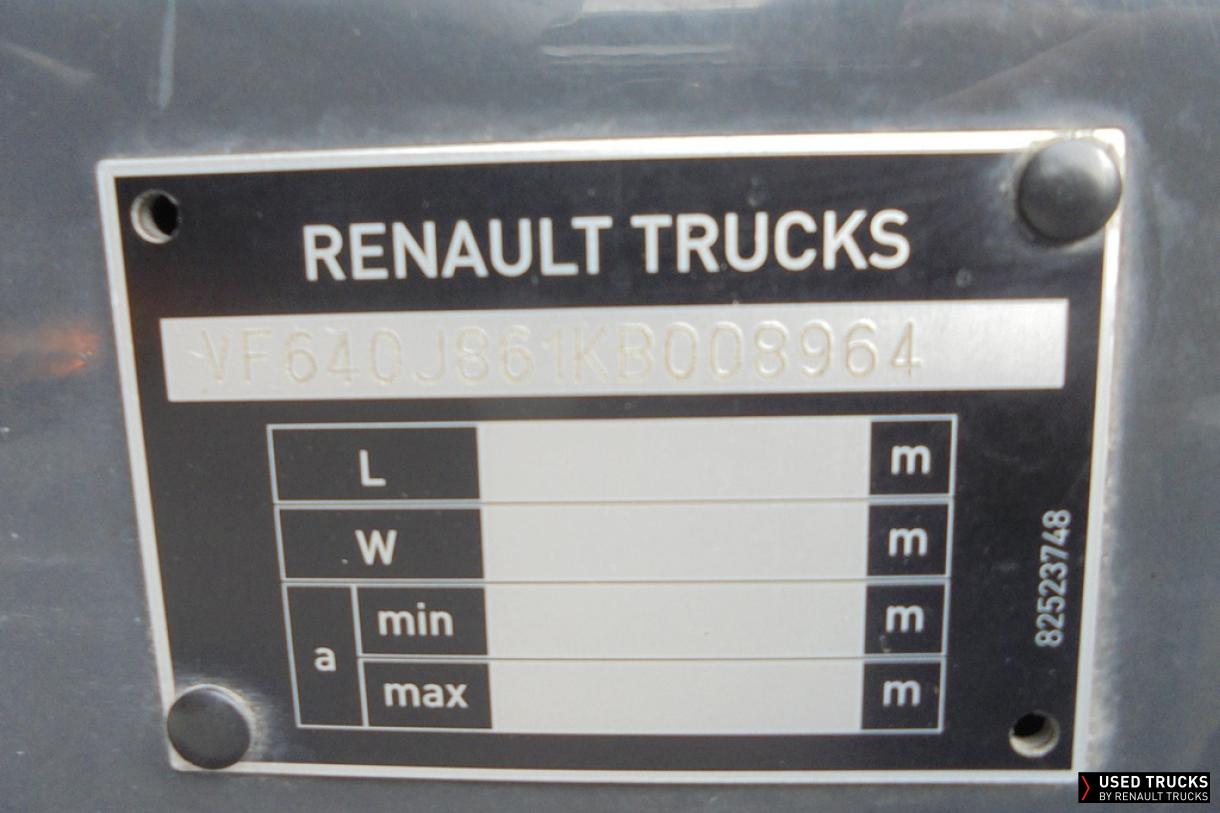 RENAULT TRUCKS
VF640J861KB008964
L m
W m
a min m
max m
82523748
USED TRUCKS
BY RENAULT TRUCKS